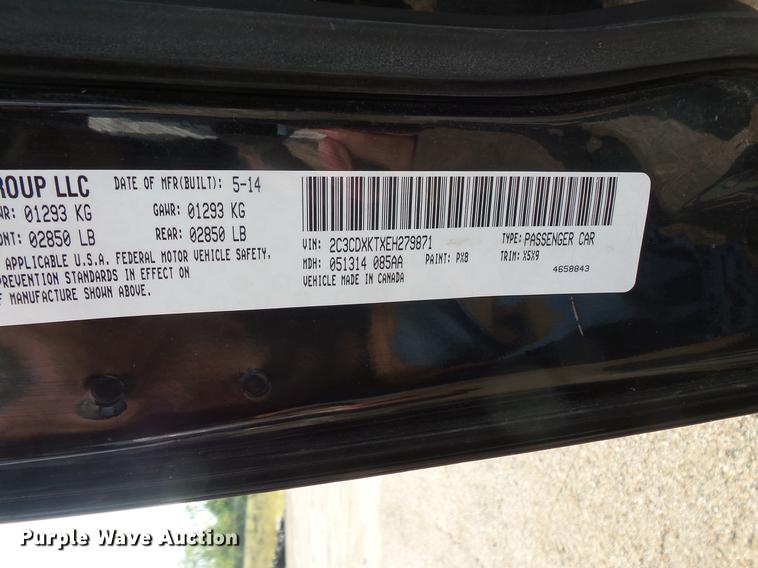 ROUP LLC DATE OF MFR(BUILT): 5-14
WR: 01293 KG GAWR: 01293 KG
ONT: 02850 LB REAR: 02850 LB
APPLICABLE U.S.A. FEDERAL MOTOR VEHICLE SAFETY,
PREVENTION STANDARDS IN EFFECT ON
F MANUFACTURE SHOWN ABOVE.
VIN: 2C3CDXKTXEH279871 TYPE: PASSENGER CAR
MDH: 051314 085AA PAINT: PX8 TRIM: X5X9
VEHICLE MADE IN CANADA 4658843
Purple Wave Auction